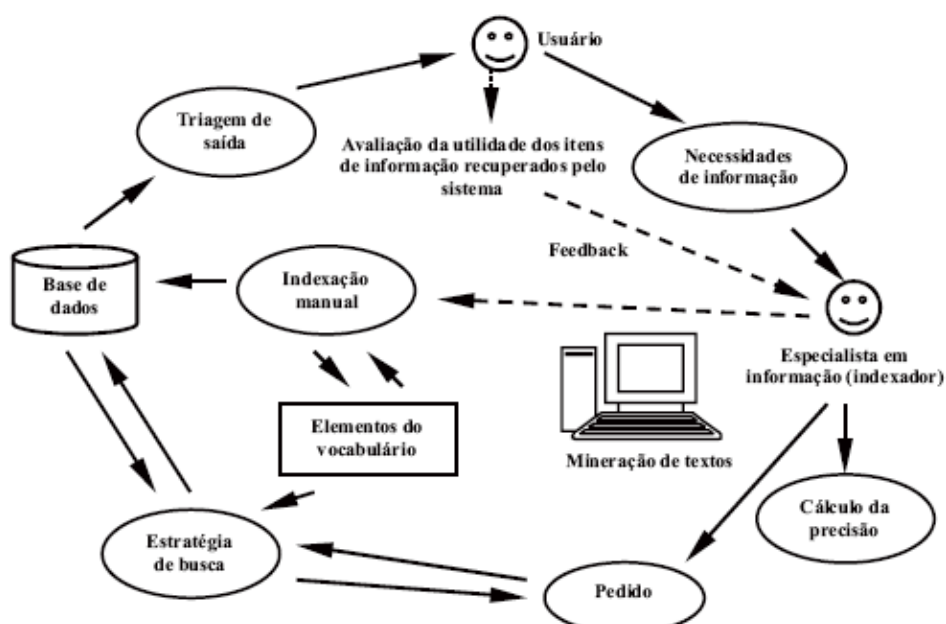 Usuário
Triagem de
saída
Avaliação da utilidade dos itens
de informação recuperados pelo
sistema
Necessidades
de informação
Feedback
Base de
dados
Indexação
manual
Especialista em
informação (indexador)
Elementos do
vocabulário
Mineração de textos
Cálculo da
precisão
Estratégia
de busca
Pedido